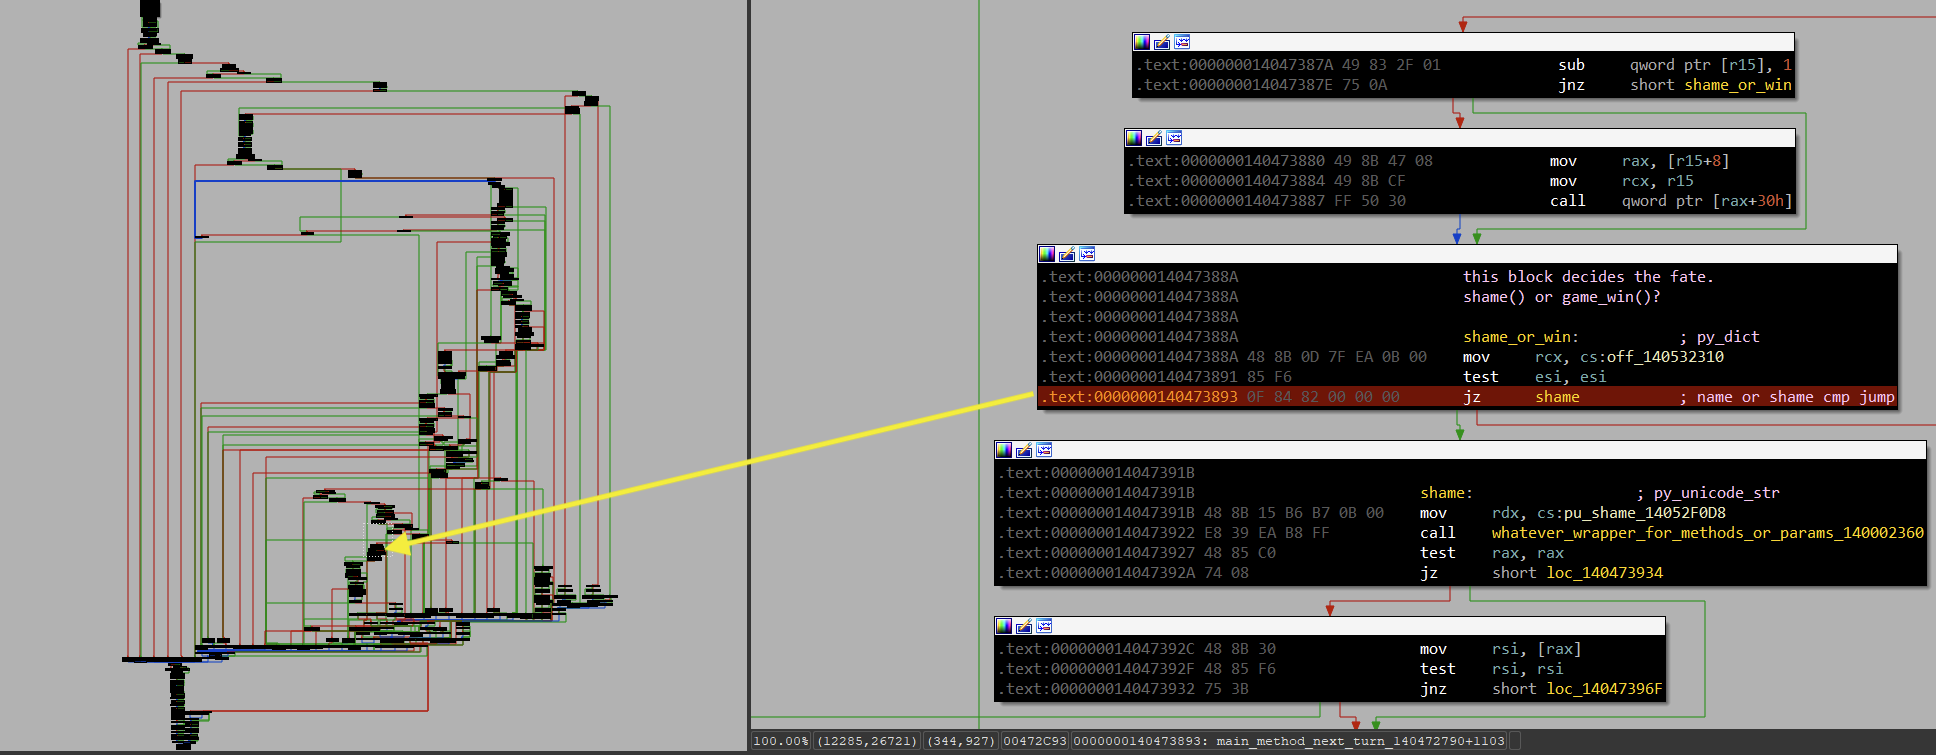 .text:000000014047387A 49 83 2F 01 sub qword ptr [r15], 1
.text:000000014047387E 75 0A jnz short shame_or_win
.text:0000000140473880 49 8B 47 08 mov rax, [r15+8]
.text:0000000140473884 49 8B CF mov rcx, r15
.text:0000000140473887 FF 50 30 call qword ptr [rax+30h]
.text:000000014047388A this block decides the fate.
.text:000000014047388A shame() or game_win()?
.text:000000014047388A
.text:000000014047388A shame_or_win: ; py_dict
.text:000000014047388A 48 8B 0D 7F EA 0B 00 mov rcx, cs:off_140532310
.text:0000000140473891 85 F6 test esi, esi
.text:0000000140473893 0F 84 82 00 00 00 jz shame ; name or shame cmp jump
.text:000000014047391B
.text:000000014047391B shame: ; py_unicode_str
.text:000000014047391B 48 8B 15 B6 B7 0B 00 mov rdx, cs:pu_shame_14052F0D8
.text:0000000140473922 E8 39 EA B8 FF call whatever_wrapper_for_methods_or_params_140002360
.text:0000000140473927 48 85 C0 test rax, rax
.text:000000014047392A 74 08 jz short loc_140473934
.text:000000014047392C 48 8B 30 mov rsi, [rax]
.text:000000014047392F 48 85 F6 test rsi, rsi
.text:0000000140473932 75 3B jnz short loc_14047396F
100.00% (12285,26721) (344,927) 00472C93 0000000140473893: main_method_next_turn_140472790+1103